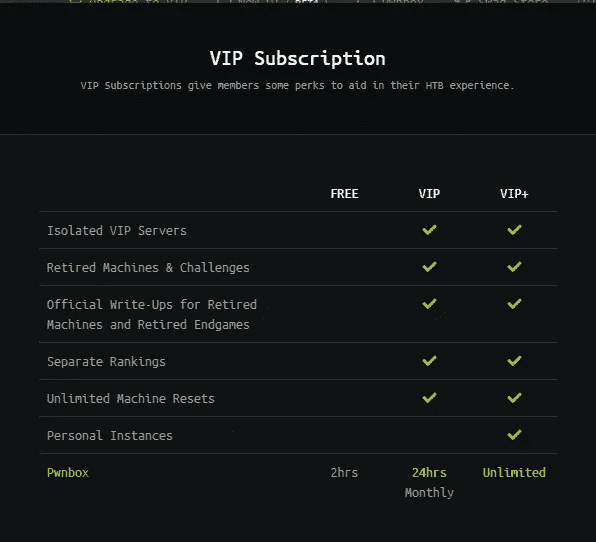 VIP Subscription
VIP Subscriptions give members some perks to aid in their HTB experience.
FREE VIP VIP+
Isolated VIP Servers
Retired Machines & Challenges
Official Write-Ups for Retired
Machines and Retired Endgames
Separate Rankings
Unlimited Machine Resets
Personal Instances
Pwnbox 2hrs 24hrs Unlimited
Monthly